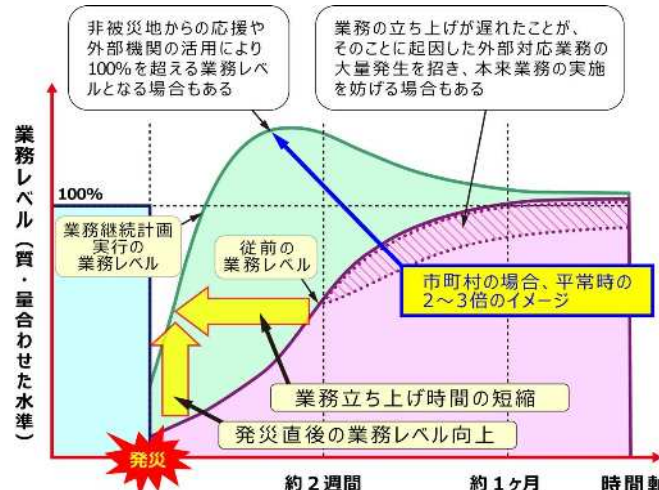 非被災地からの応援や
外部機関の活用により
100%を超える業務レベ
ルとなる場合もある
業務の立ち上げが遅れたことが、
そのことに起因した外部対応業務の
大量発生を招き、本来業務の実施
を妨げる場合もある
業務レベル（質・量合わせた水準）
100%
業務継続計画
実行の
業務レベル
従前の
業務レベル
市町村の場合、平常時の
2～3倍のイメージ
業務立ち上げ時間の短縮
発災直後の業務レベル向上
発災
約２週間
約１ヶ月
時間軸